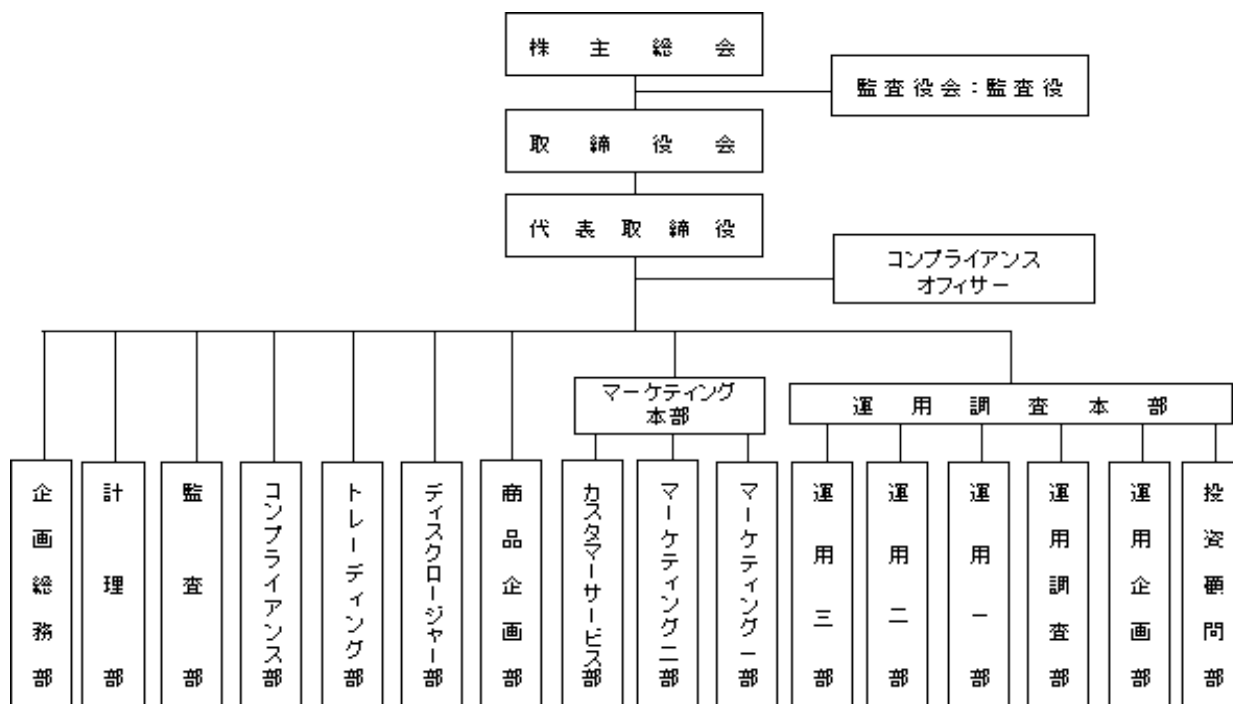 株主総会
監査役会：監査役
取締役会
代表取締役
コンプライアンス
オフィサー
マーケティング
本部
運用調査本部
企画総務部
計理部
監査部
コンプライアンス部
トレーディング部
ディスクロージャー部
商品企画部
カスタマーサービス部
マーケティング二部
マーケティング一部
運用三部
運用二部
運用一部
運用調査部
運用企画部
投資顧問部